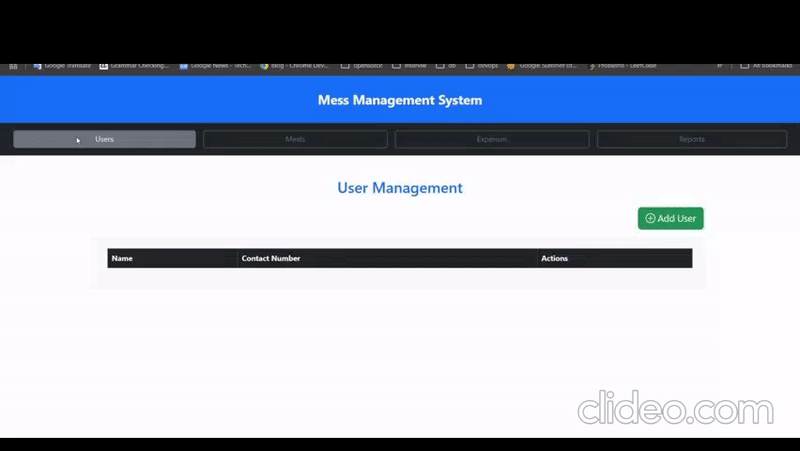 Google Translate Grammar Checking... Google News - Tech... Blog - Chrome Dev... opensource interview db devops Google Summer of... Problems - LeetCode All Bookmarks
Mess Management System
Users Meals Expenses Reports
User Management
Add User
Name Contact Number Actions
clideo.com